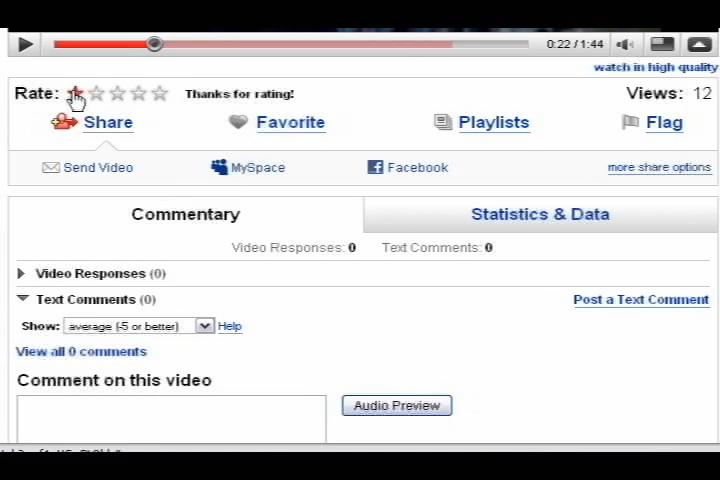 0:22 / 1:44
watch in high quality
Rate: Thanks for rating! Views: 12
Share Favorite Playlists Flag
Send Video MySpace Facebook more share options
Commentary Statistics & Data
Video Responses: 0 Text Comments: 0
Video Responses (0)
Text Comments (0) Post a Text Comment
Show: average (-5 or better) Help
View all 0 comments
Comment on this video
Audio Preview